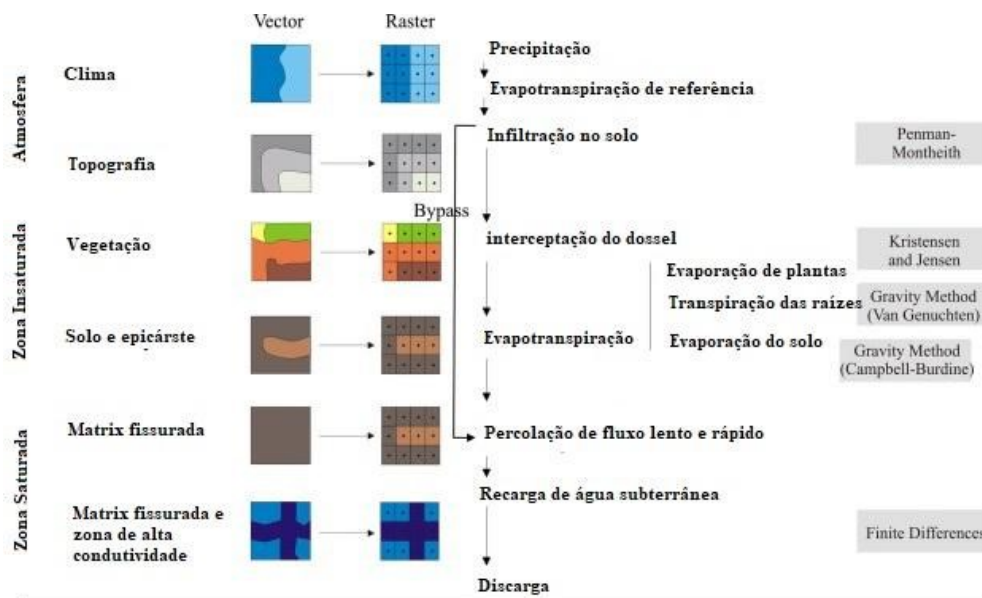 Vector
Raster
Atmosfera
Clima
Precipitação
Evapotranspiração de referência
Topografia
Infiltração no solo
Penman-
Montheith
Bypass
Zona Insaturada
Vegetação
interceptação do dossel
Kristensen
and Jensen
Evaporação de plantas
Transpiração das raízes
Gravity Method
(Van Genuchten)
Solo e epicárste
Evapotranspiração
Evaporação do solo
Gravity Method
(Campbell-Burdine)
Zona Saturada
Matrix fissurada
Percolação de fluxo lento e rápido
Recarga de água subterrânea
Matrix fissurada e
zona de alta
condutividade
Finite Differences
Discarga